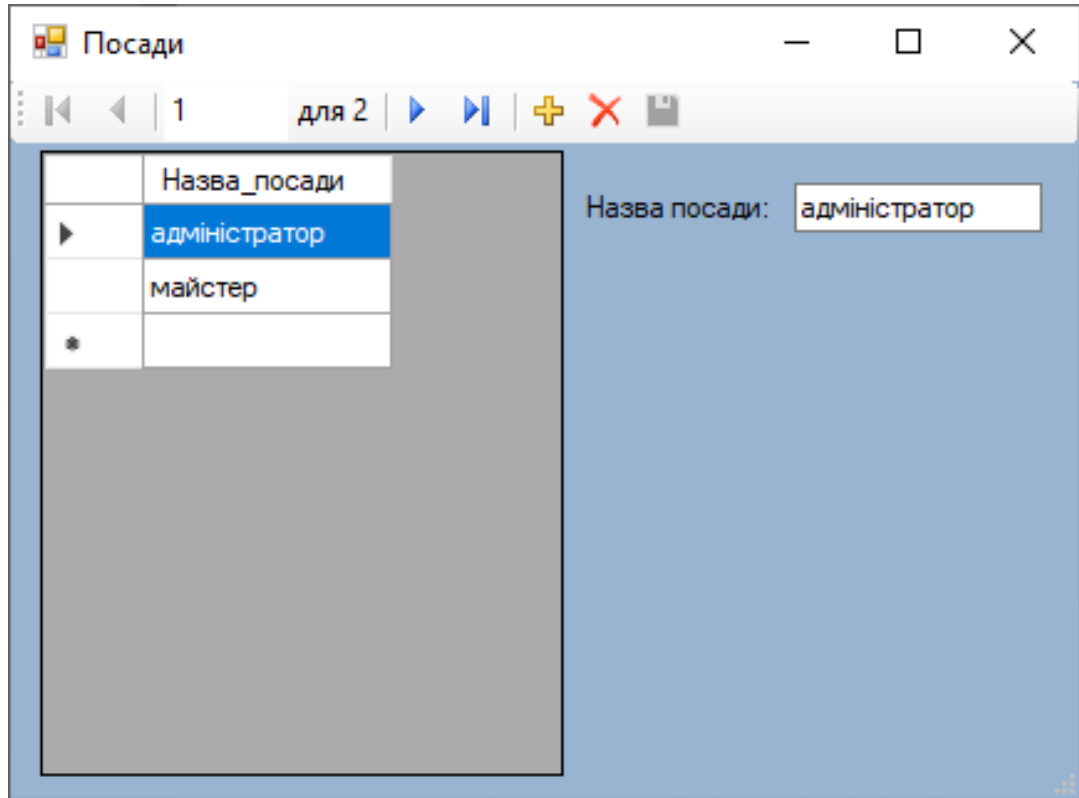 Посади
1 для 2
Назва_посади
адміністратор
майстер
Назва посади: адміністратор